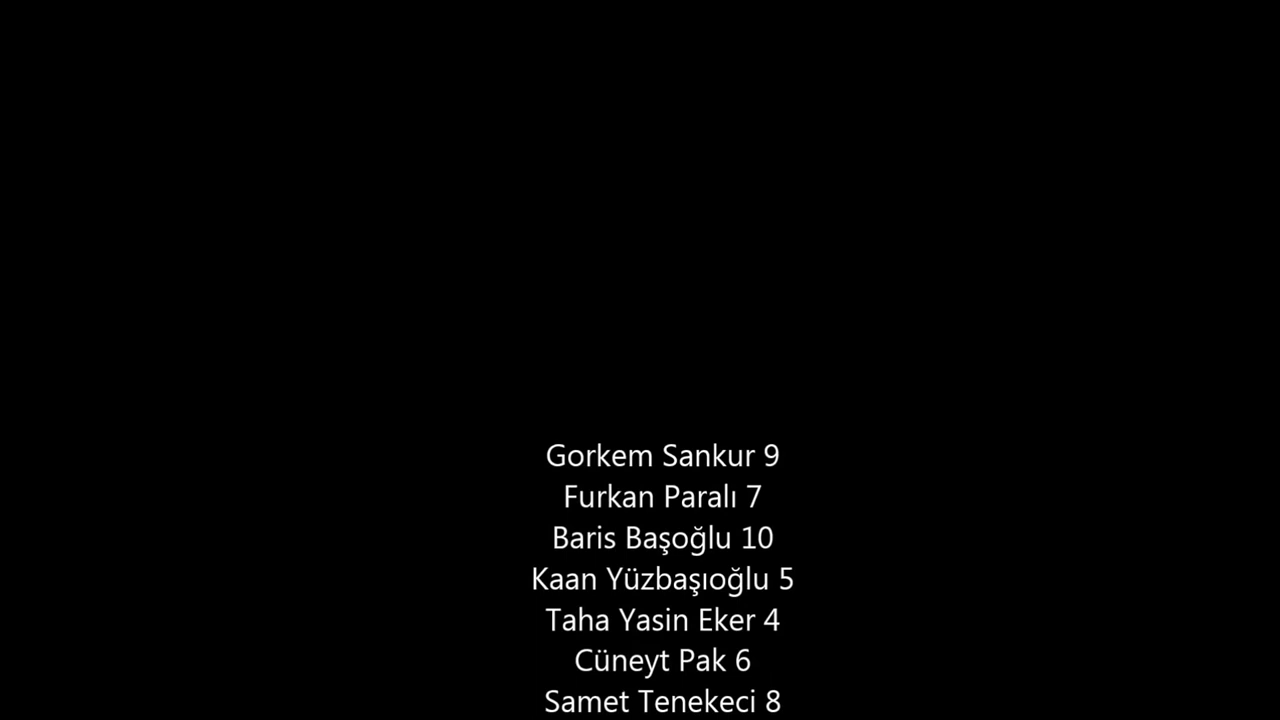 Gorkem Sankur 9
Furkan Paralı 7
Baris Başoğlu 10
Kaan Yüzbaşıoğlu 5
Taha Yasin Eker 4
Cüneyt Pak 6
Samet Tenekeci 8